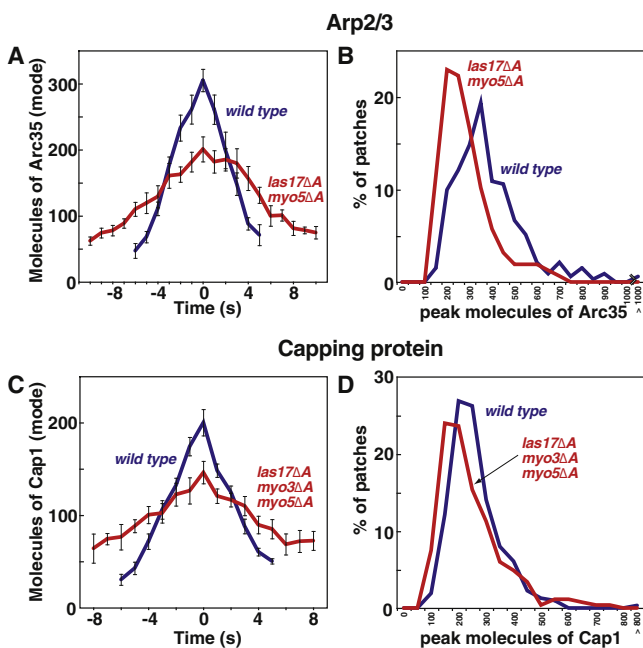 Arp2/3
A
Molecules of Arc35 (mode)
300
200
100
0
wild type
las17ΔA
myo5ΔA
-8 -4 0 4 8
Time (s)
B
% of patches
20
10
0
las17ΔA
myo5ΔA
wild type
0 100 200 300 400 500 600 700 800 900 1000 > 1000
peak molecules of Arc35
Capping protein
C
Molecules of Cap1 (mode)
200
100
0
wild type
las17ΔA
myo3ΔA
myo5ΔA
-8 -4 0 4 8
Time (s)
D
% of patches
30
20
10
0
wild type
las17ΔA
myo3ΔA
myo5ΔA
0 100 200 300 400 500 600 700 800 > 800
peak molecules of Cap1